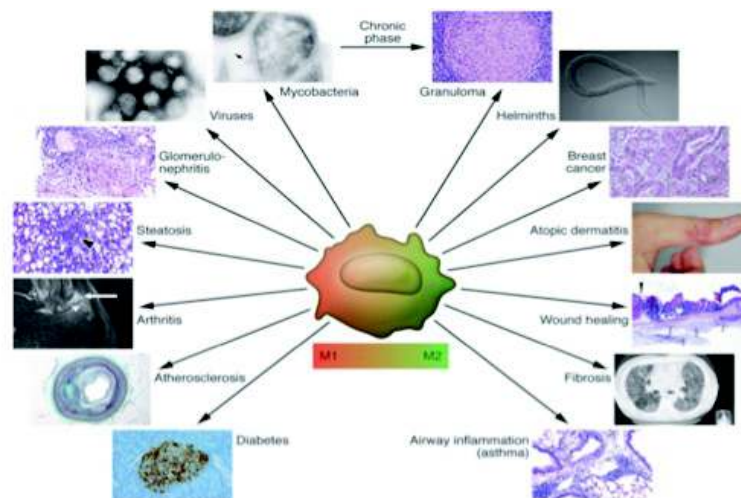 Chronic
phase
Mycobacteria
Granuloma
Viruses
Helminths
Glomerulo-
nephritis
Breast
cancer
Steatosis
Atopic dermatitis
Arthritis
Wound healing
M1
M2
Atherosclerosis
Fibrosis
Diabetes
Airway inflammation
(asthma)